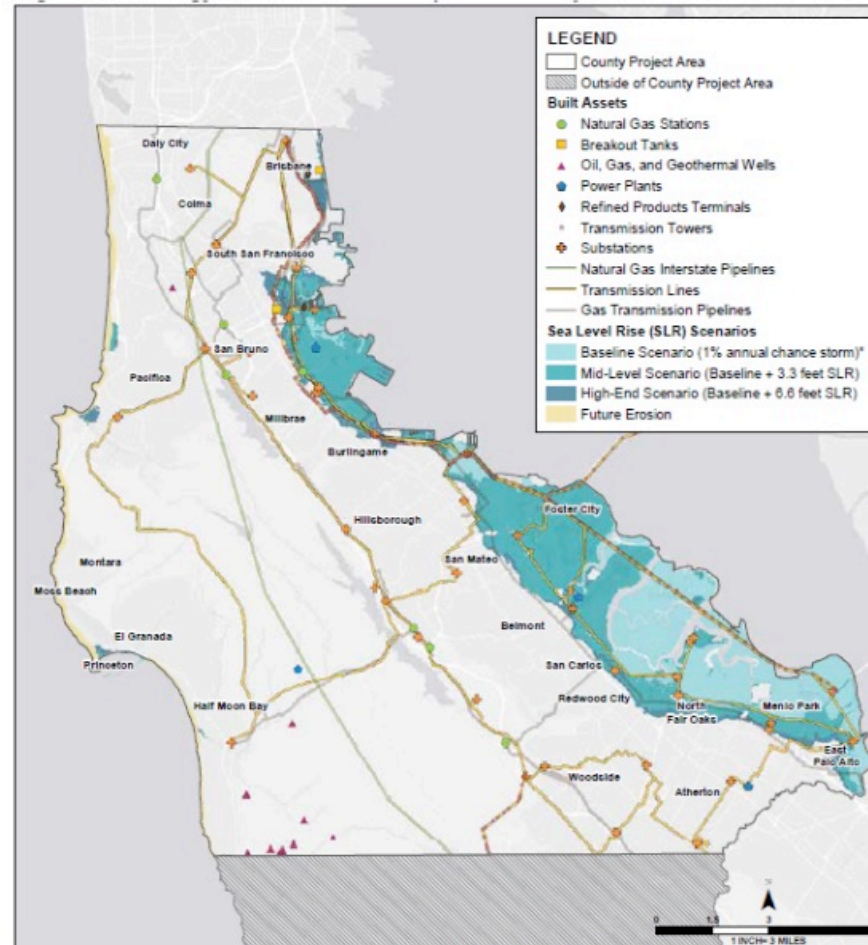 LEGEND
County Project Area
Outside of County Project Area
Built Assets
Natural Gas Stations
Breakout Tanks
Oil, Gas, and Geothermal Wells
Power Plants
Refined Products Terminals
Transmission Towers
Substations
Natural Gas Interstate Pipelines
Transmission Lines
Gas Transmission Pipelines
Sea Level Rise (SLR) Scenarios
Baseline Scenario (1% annual chance storm)*
Mid-Level Scenario (Baseline + 3.3 feet SLR)
High-End Scenario (Baseline + 6.6 feet SLR)
Future Erosion
Daly City
Brisbane
Colma
South San Francisco
San Bruno
Pacifica
Millbrae
Burlingame
Foster City
Hillsborough
San Mateo
Montara
Moss Beach
Belmont
El Granada
Princeton
San Carlos
Redwood City
Half Moon Bay
North
Fair Oaks
Menlo Park
East
Palo Alto
Woodside
Atherton
0 1.5 3
1 INCH= 3 MILES